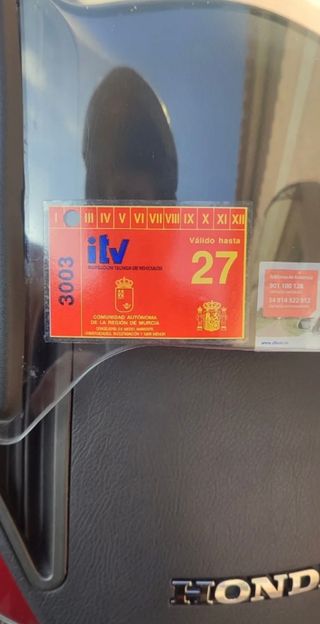 I III IV V VI VII VIII IX X XI XII
3003
itv
INSPECCIÓN TÉCNICA DE VEHÍCULOS
Válido hasta
27
COMUNIDAD AUTÓNOMA
DE LA REGIÓN DE MURCIA
901 100 128
HOND